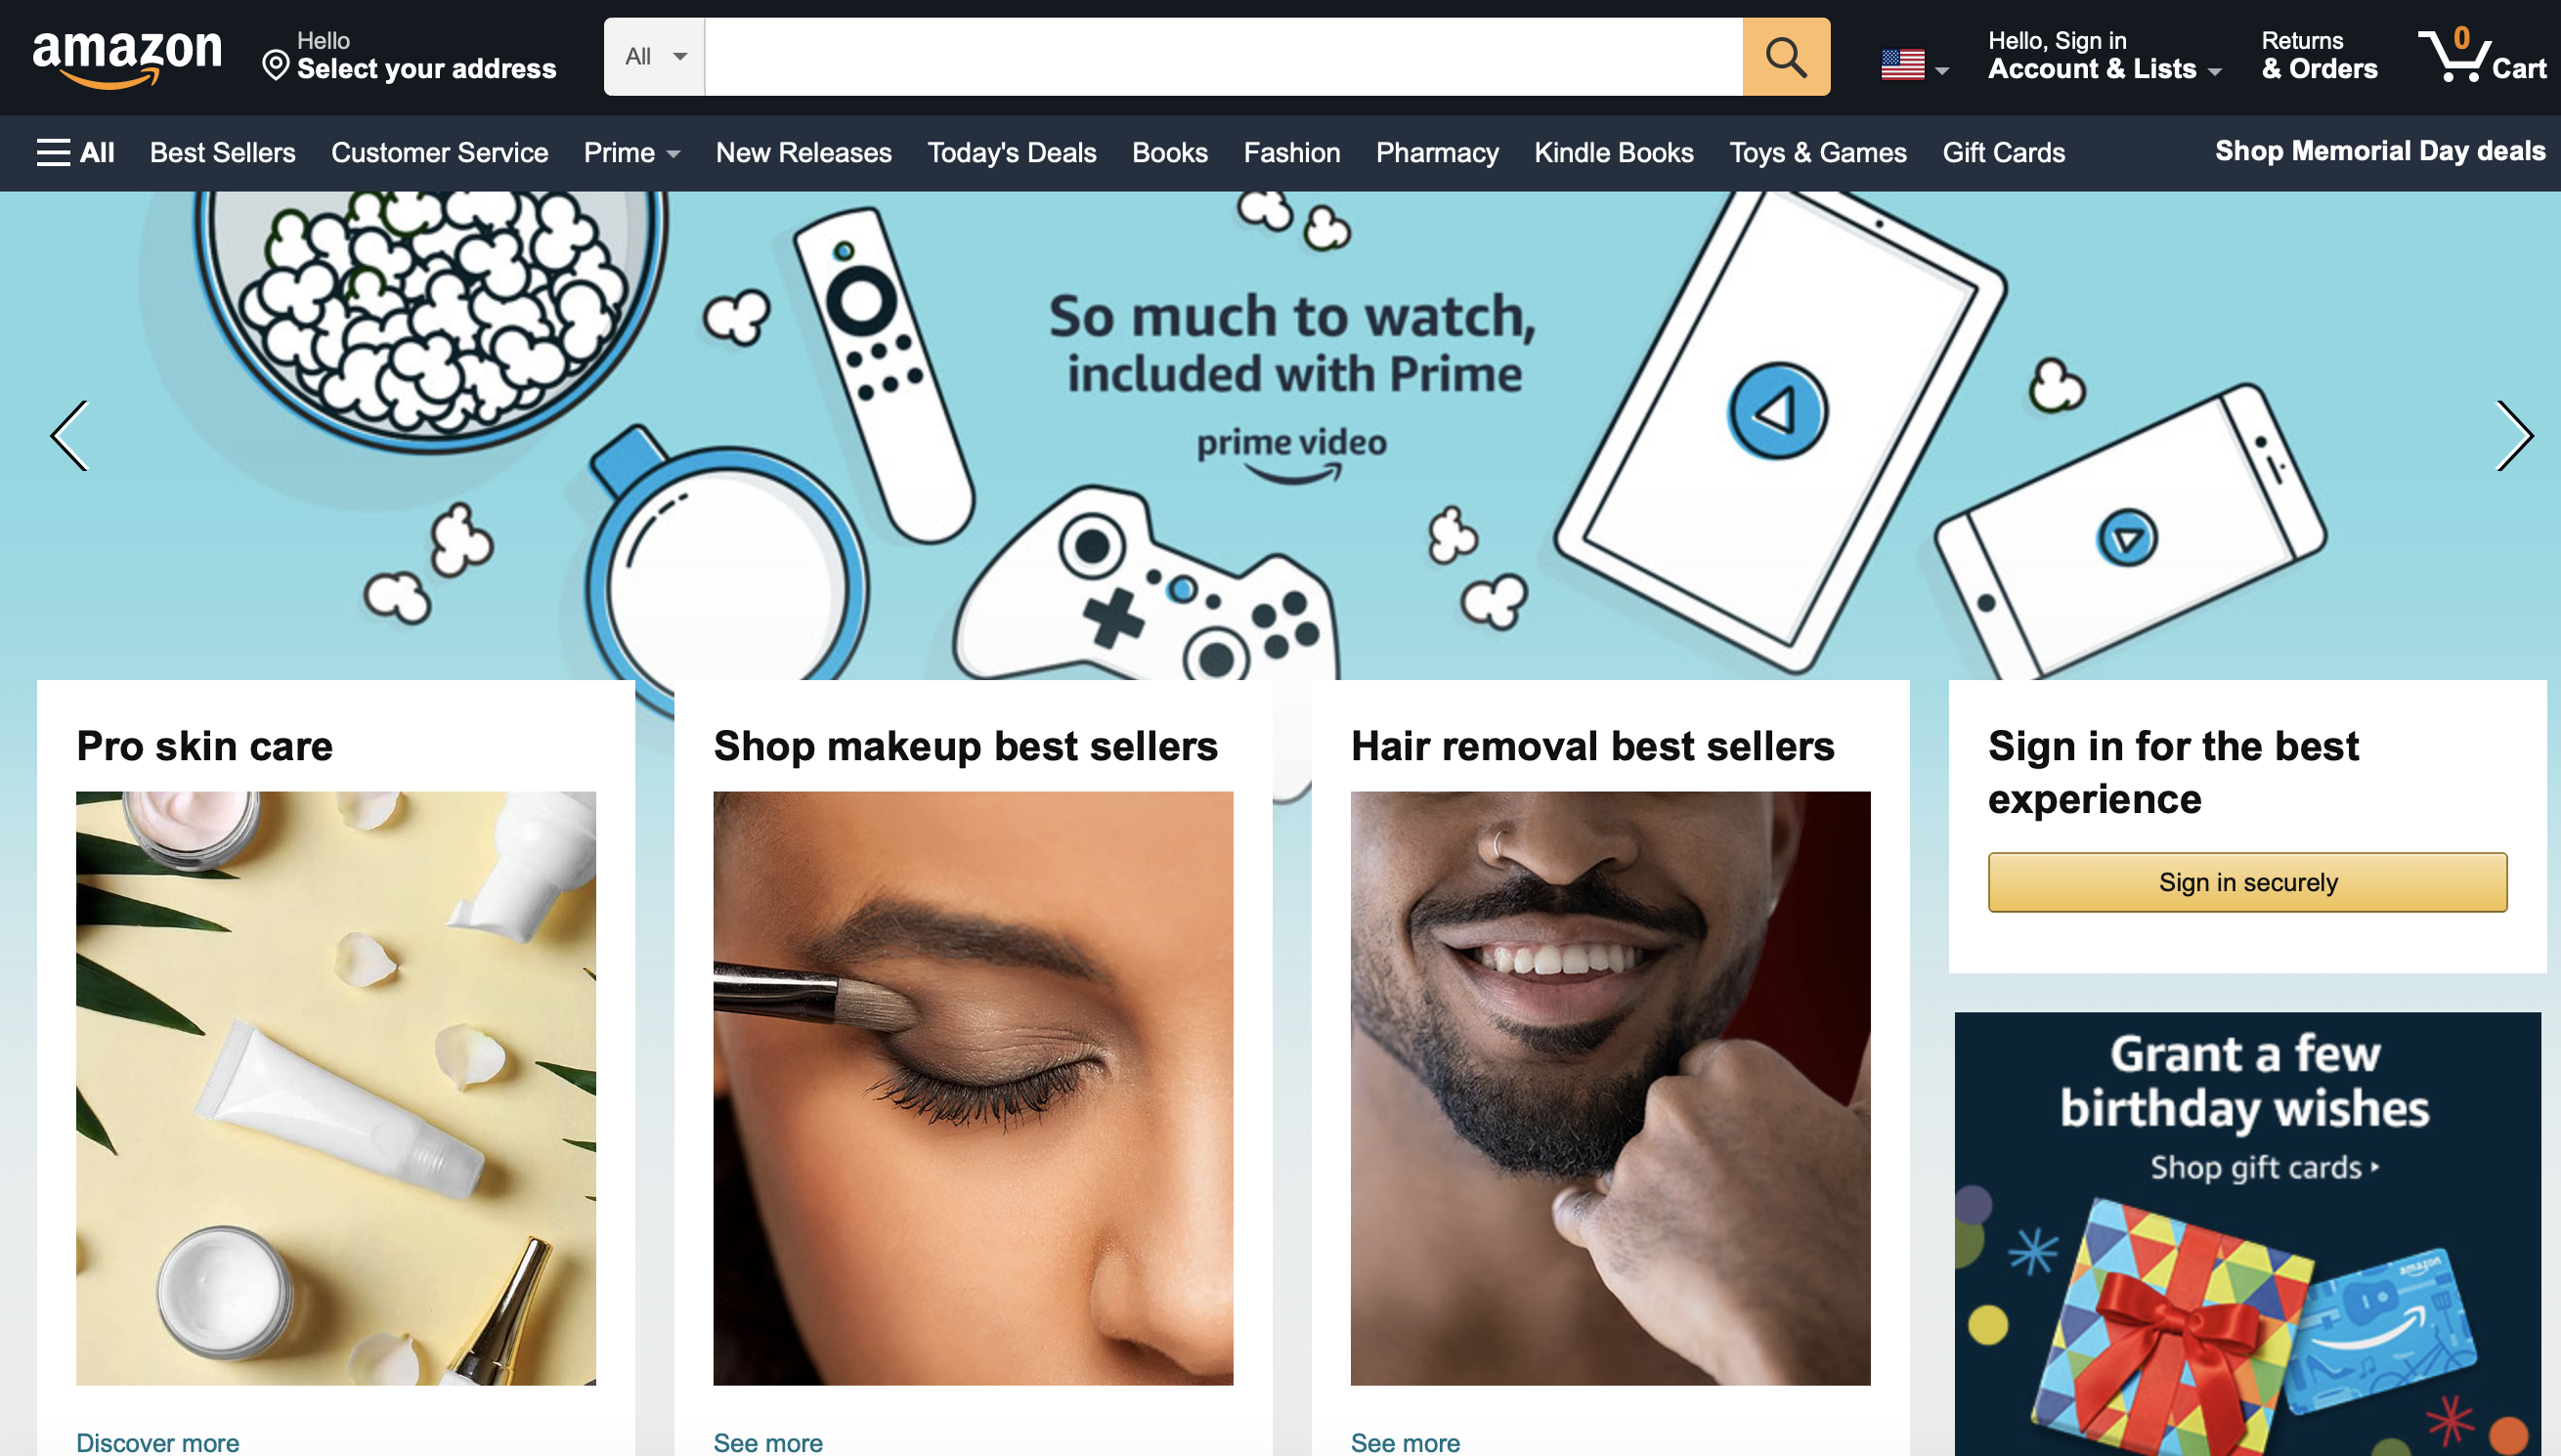 amazon
Hello
Select your address
All
Hello, Sign in
Account & Lists
Returns
& Orders
0
Cart
All
Best Sellers
Customer Service
Prime
New Releases
Today's Deals
Books
Fashion
Pharmacy
Kindle Books
Toys & Games
Gift Cards
Shop Memorial Day deals
So much to watch,
included with Prime
prime video
Pro skin care
Discover more
Shop makeup best sellers
See more
Hair removal best sellers
See more
Sign in for the best
experience
Sign in securely
Grant a few
birthday wishes
Shop gift cards
amazon